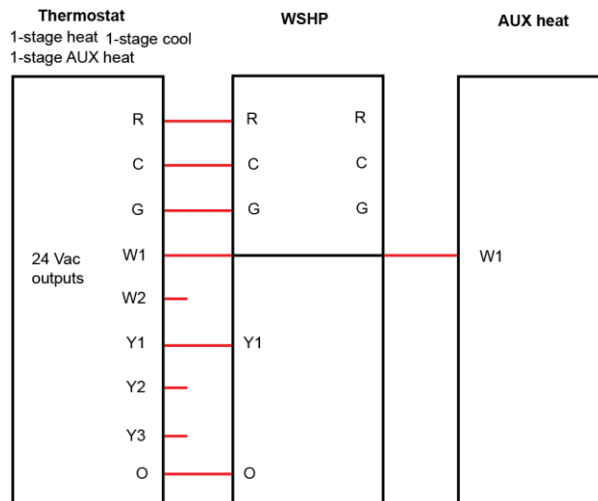 Thermostat
1-stage heat 1-stage cool
1-stage AUX heat
WSHP
AUX heat
R
C
G
W1
W2
Y1
Y2
Y3
O
24 Vac
outputs
R
C
G
Y1
O
R
C
G
W1